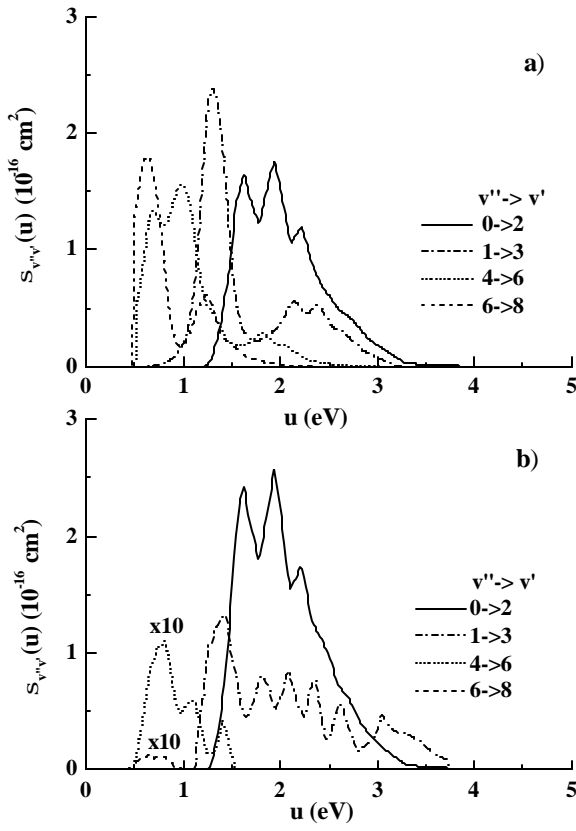 3
a)
2
1
0
s v''v' (u) (10^-16 cm^2)
v''-> v'
0->2
1->3
4->6
6->8
0 1 2 3 4 5
u (eV)
3
b)
2
1
0
s v''v' (u) (10^-16 cm^2)
v''-> v'
0->2
1->3
4->6
6->8
x10
x10
0 1 2 3 4 5
u (eV)